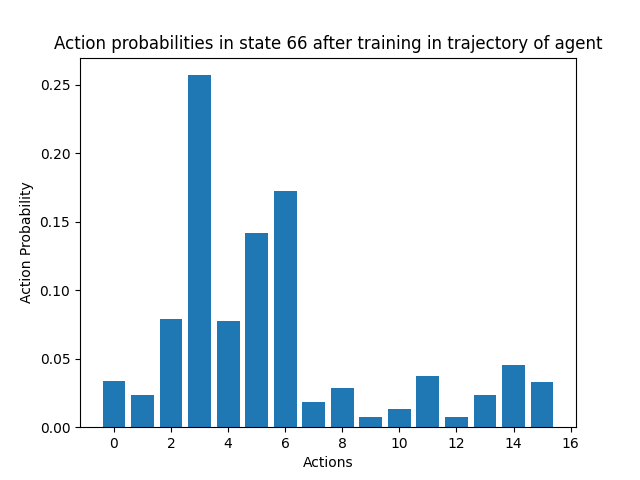 Action probabilities in state 66 after training in trajectory of agent
0.25
0.20
0.15
0.10
0.05
0.00
Action Probability
0 2 4 6 8 10 12 14 16
Actions